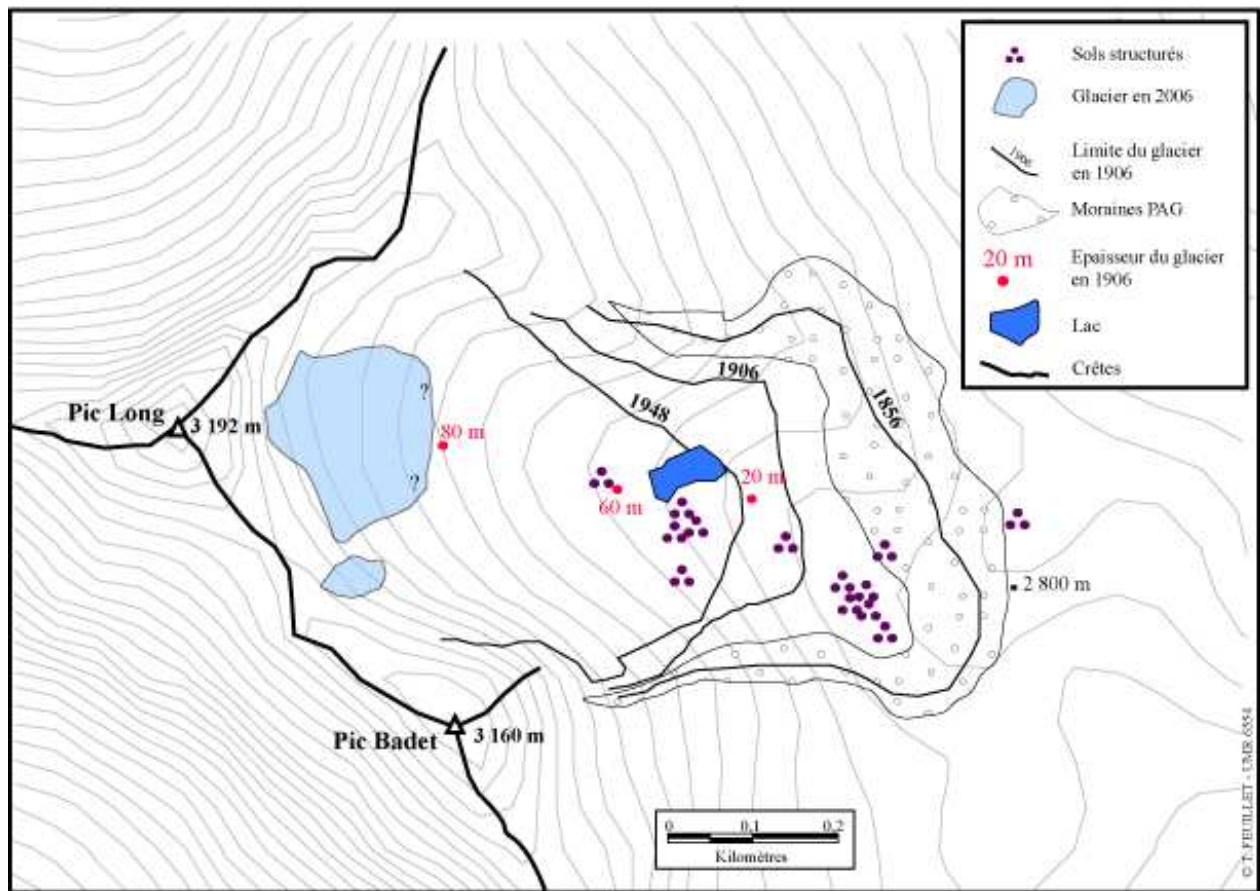 Sols structurés
Glacier en 2006
1906
Limite du glacier
en 1906
Moraines PAG
20 m
Epaisseur du glacier
en 1906
Lac
Crêtes
1906
1948
1856
?
Pic Long
3 192 m
80 m
?
20 m
60 m
2 800 m
Pic Badet
3 160 m
0
0.1
0.2
Kilomètres
© T. FEUILLET - UMR 6554